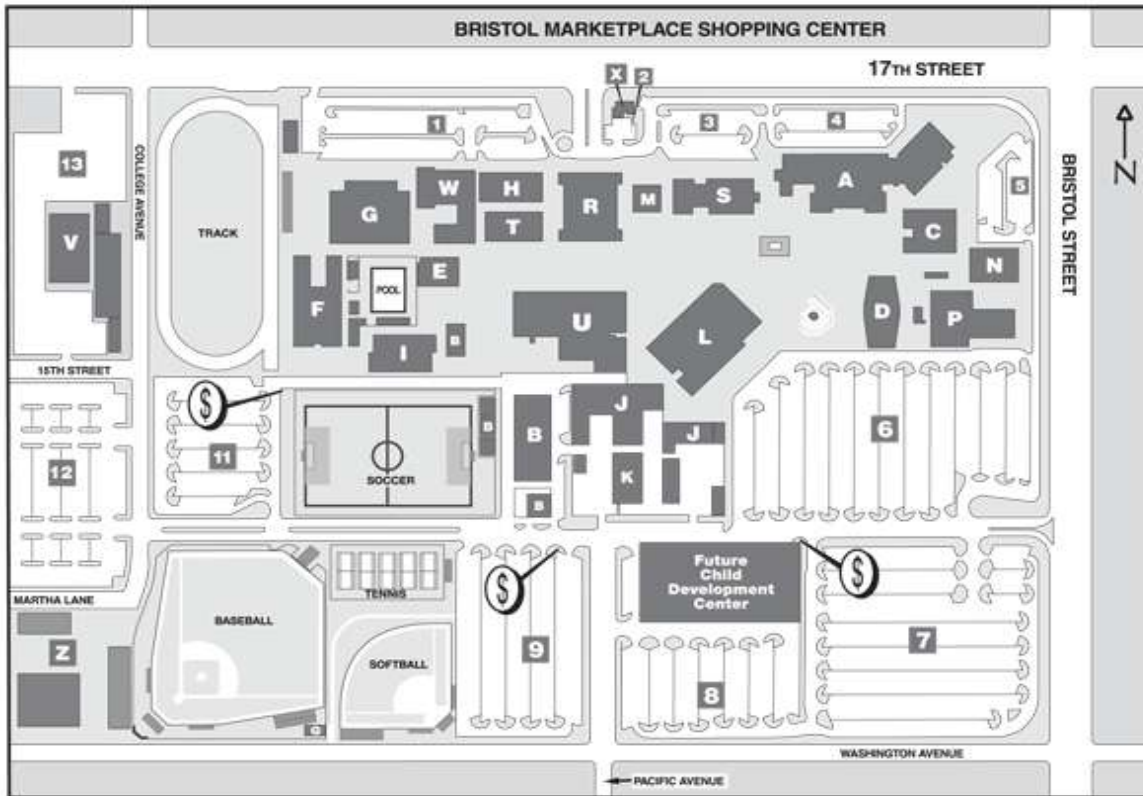 BRISTOL MARKETPLACE SHOPPING CENTER
17TH STREET
X
2
1
3
4
13
COLLEGE AVENUE
BRISTOL STREET
N
5
W
H
R
M
S
A
G
T
V
TRACK
C
E
N
POOL
F
U
L
D
P
I
B
15TH STREET
$
J
J
6
B
B
11
12
SOCCER
K
B
Future
Child
Development
Center
$
$
MARTHA LANE
TENNIS
BASEBALL
Z
SOFTBALL
9
7
8
WASHINGTON AVENUE
PACIFIC AVENUE